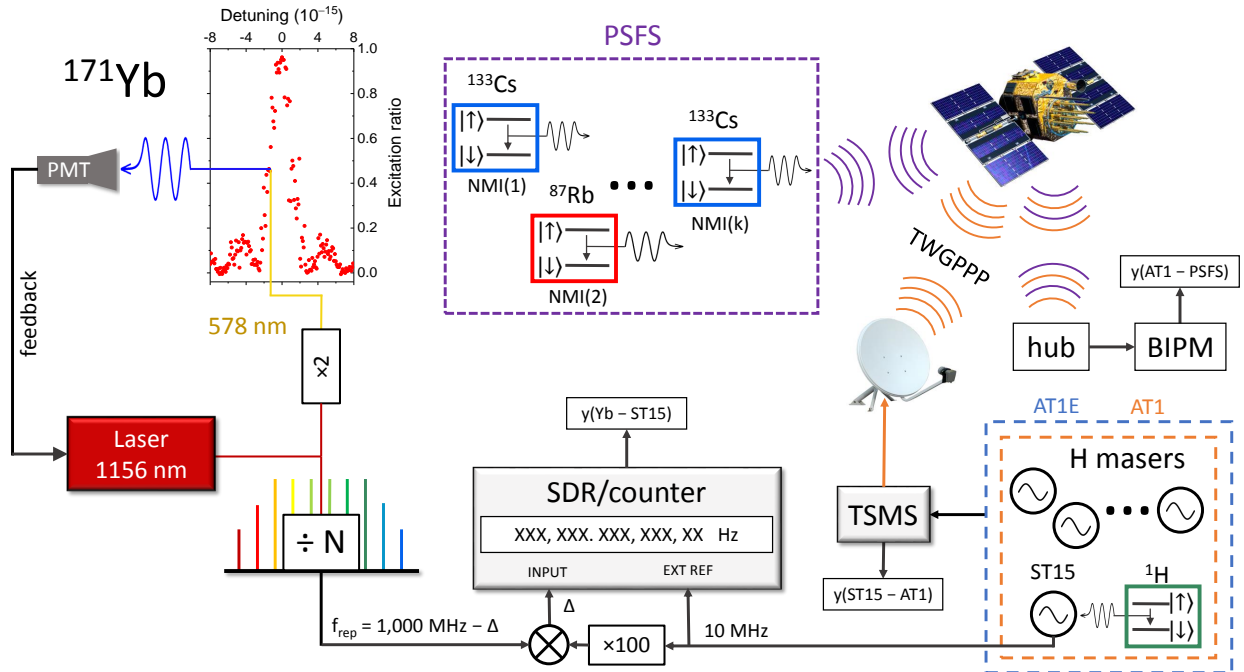 Detuning (10⁻¹⁵)
-8 -4 0 4 8
¹⁷¹Yb
1.0
0.8
0.6
0.4
0.2
0.0
Excitation ratio
PMT
feedback
578 nm
×2
Laser
1156 nm
÷ N
f_rep = 1,000 MHz − Δ
PSFS
¹³³Cs
|↑⟩
|↓⟩
NMI(1)
⁸⁷Rb
|↑⟩
|↓⟩
NMI(2)
¹³³Cs
|↑⟩
|↓⟩
NMI(k)
TWGPPP
y(AT1 − PSFS)
hub
BIPM
y(Yb − ST15)
SDR/counter
XXX, XXX. XXX, XXX, XX Hz
INPUT
EXT REF
Δ
×100
10 MHz
TSMS
y(ST15 − AT1)
AT1E
AT1
H masers
ST15
¹H
|↑⟩
|↓⟩